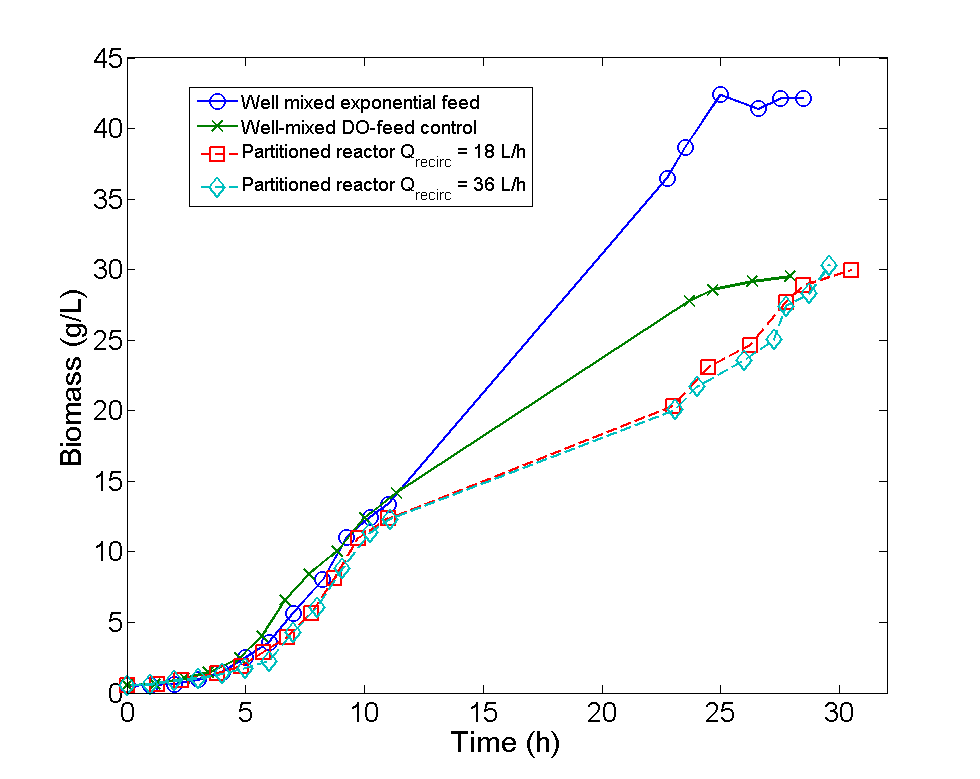 45
40
35
30
25
20
15
10
5
0
Biomass (g/L)
Well mixed exponential feed
Well-mixed DO-feed control
Partitioned reactor Qrecirc = 18 L/h
Partitioned reactor Qrecirc = 36 L/h
0 5 10 15 20 25 30
Time (h)